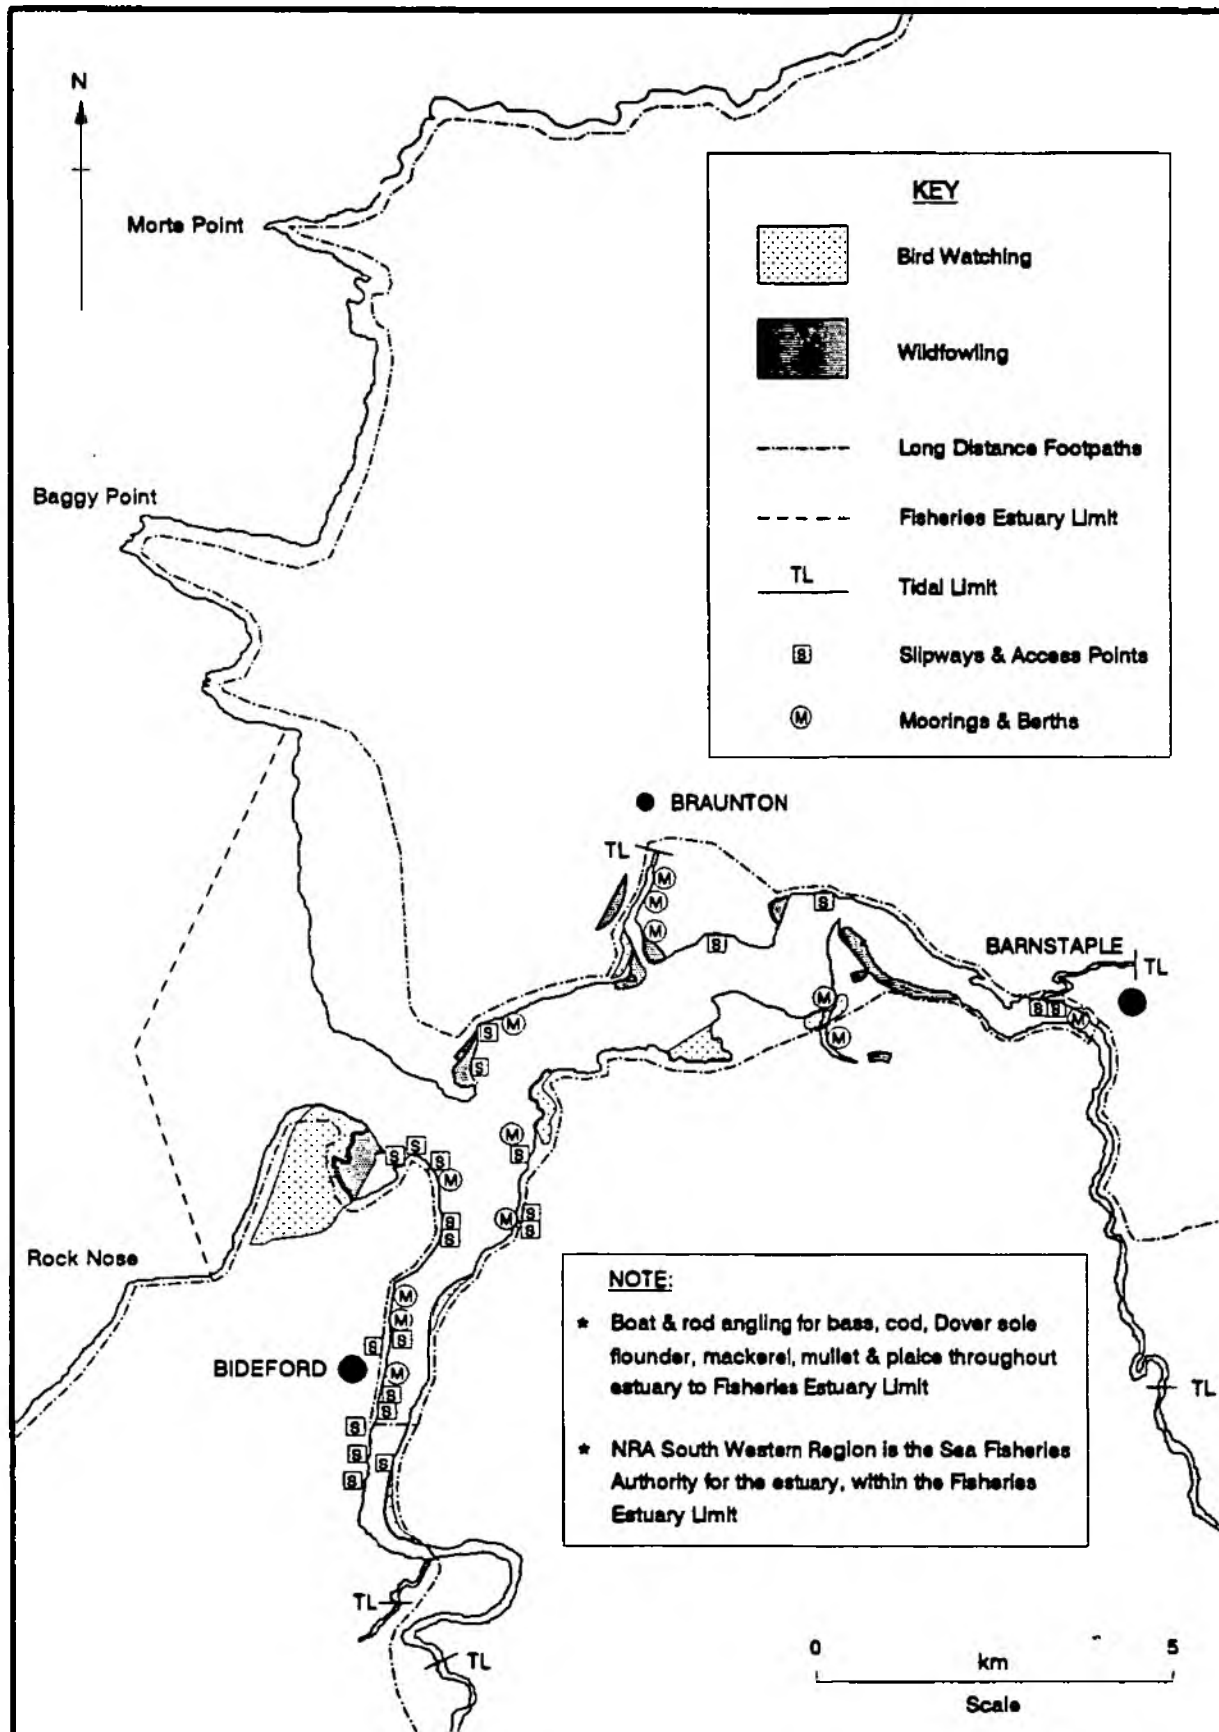 N
Morte Point
Baggy Point
KEY
Bird Watching
Wildfowling
Long Distance Footpaths
Fisheries Estuary Limit
TL
Tidal Limit
S
Slipways & Access Points
M
Moorings & Berths
BRAUNTON
TL
M
M
M
S
S
BARNSTAPLE
TL
S
S
M
M
M
S
M
S
M
S
S
S
S
M
S
S
M
S
S
Rock Nose
M
M
S
S
BIDEFORD
M
S
S
S
S
S
S
TL
TL
TL
NOTE:
* Boat & rod angling for bass, cod, Dover sole
flounder, mackerel, mullet & plaice throughout
estuary to Fisheries Estuary Limit
* NRA South Western Region is the Sea Fisheries
Authority for the estuary, within the Fisheries
Estuary Limit
0
5
km
Scale